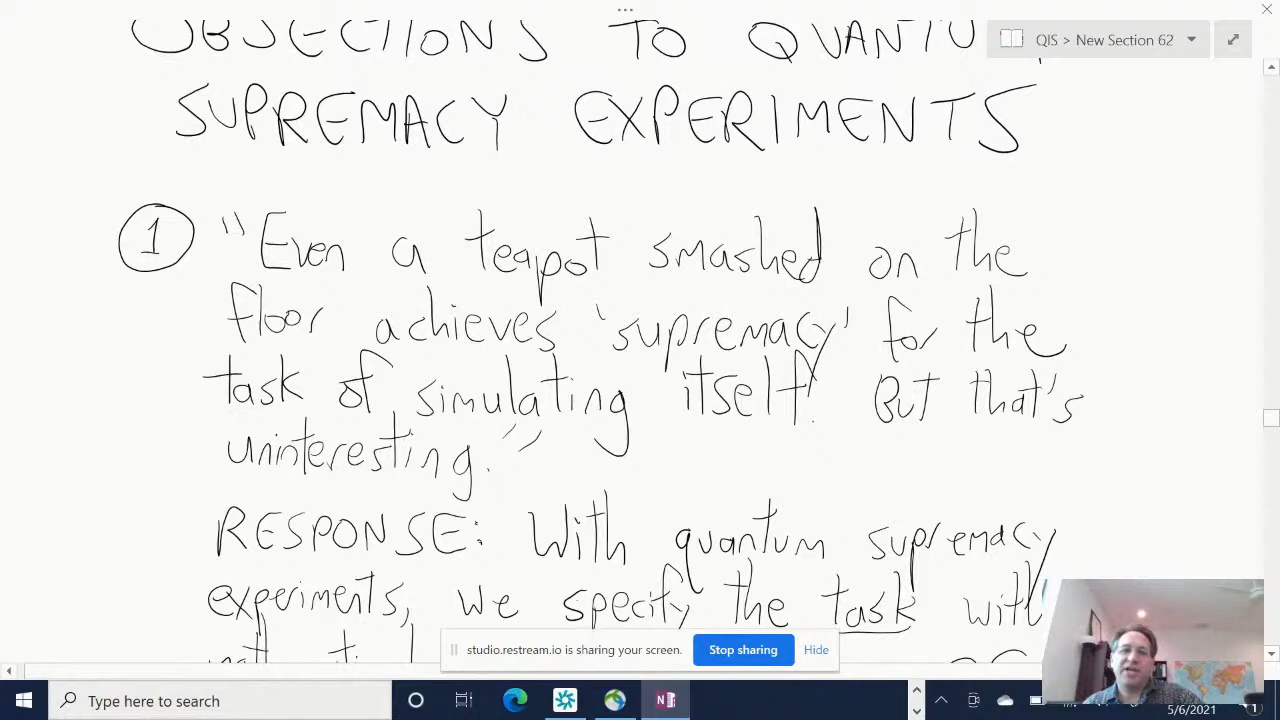 OBJECTIONS TO QUANTU
SUPREMACY EXPERIMENTS
QIS > New Section 62
1 "Even a teapot smashed on the
floor achieves 'supremacy' for the
task of simulating itself. But that's
uninteresting."
RESPONSE: With quantum supremacy
experiments, we specify the task with
studio.restream.io is sharing your screen. Stop sharing Hide
Type here to search
5/6/2021